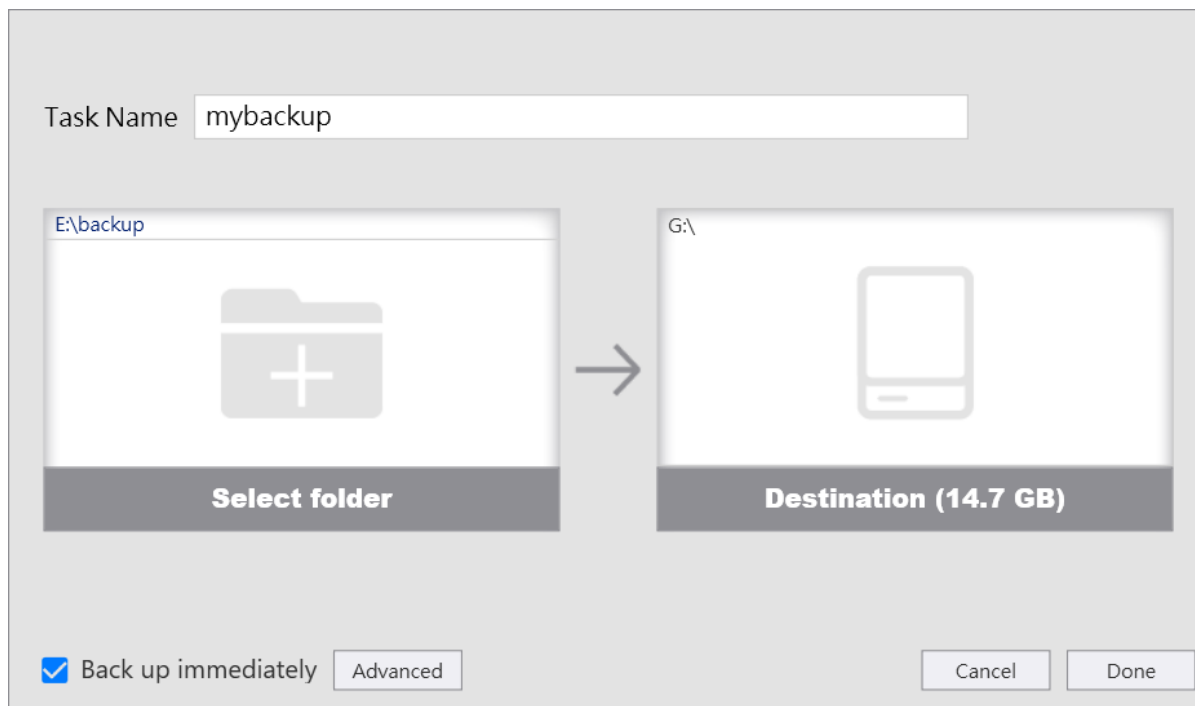 Task Name mybackup
E:\backup
G:\
Select folder
Destination (14.7 GB)
Back up immediately Advanced Cancel Done